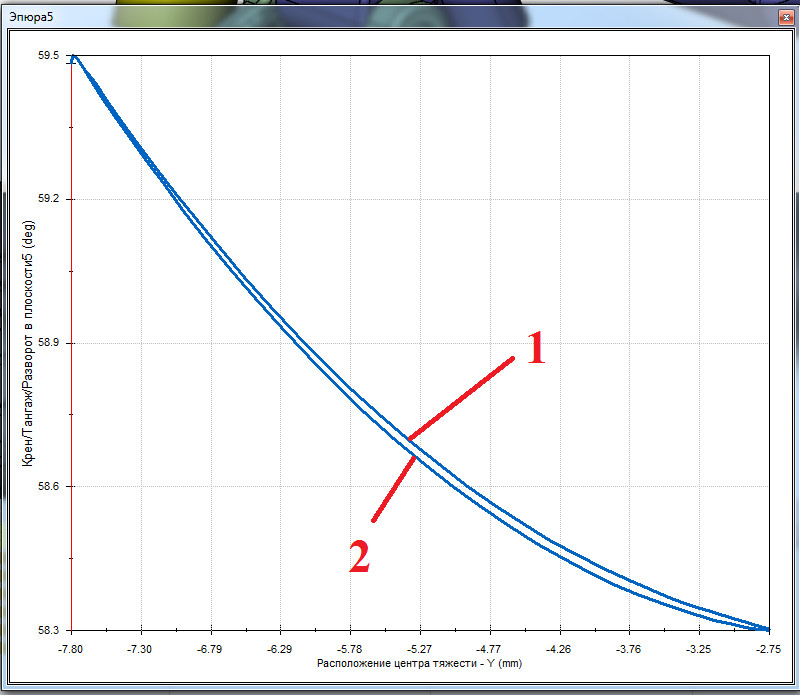 Эпюра5
59.5
59.2
58.9
58.6
58.3
Крен/Тангаж/Разворот в плоскости5 (deg)
1
2
-7.80 -7.30 -6.79 -6.29 -5.78 -5.27 -4.77 -4.26 -3.76 -3.25 -2.75
Расположение центра тяжести - Y (mm)